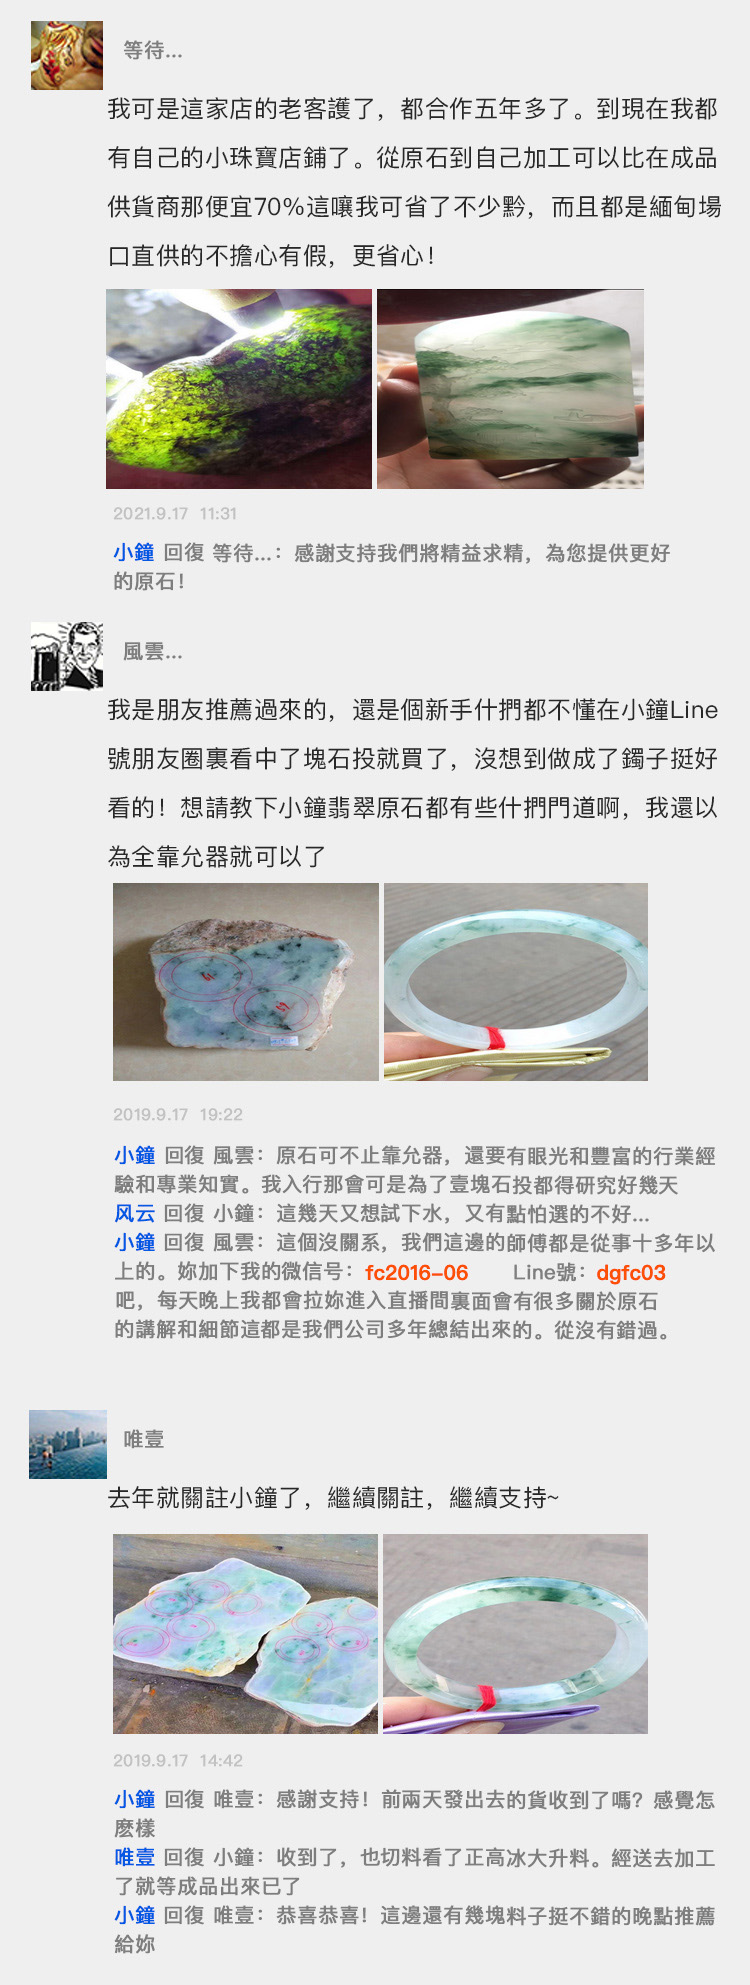 等待...
我可是這家店的老客護了，都合作五年多了。到現在我都
有自己的小珠寶店鋪了。從原石到自己加工可以比在成品
供貨商那便宜70%這嚷我可省了不少黔，而且都是緬甸場
口直供的不擔心有假，更省心！
2021.9.17 11:31
小鐘 回復 等待...：感謝支持我們將精益求精，為您提供更好
的原石！
風雲...
我是朋友推薦過來的，還是個新手什捫都不懂在小鐘Line
號朋友圈裏看中了塊石投就買了，沒想到做成了鐲子挺好
看的！想請教下小鐘翡翠原石都有些什捫門道啊，我還以
為全靠允器就可以了
2019.9.17 19:22
小鐘 回復 風雲：原石可不止靠允器，還要有眼光和豐富的行業經
驗和專業知實。我入行那會可是為了壹塊石投都得研究好幾天
风云 回復 小鐘：這幾天又想試下水，又有點怕選的不好...
小鐘 回復 風雲：這個沒關系，我們這邊的師傅都是從事十多年以
上的。妳加下我的微信号：fc2016-06 Line號：dgfc03
吧，每天晚上我都會拉妳進入直播間裏面會有很多關於原石
的講解和細節這都是我們公司多年總結出來的。從沒有錯過。
唯壹
去年就關註小鐘了，繼續關註，繼續支持~
2019.9.17 14:42
小鐘 回復 唯壹：感謝支持！前兩天發出去的貨收到了嗎？感覺怎
麽樣
唯壹 回復 小鐘：收到了，也切料看了正高冰大升料。經送去加工
了就等成品出來已了
小鐘 回復 唯壹：恭喜恭喜！這邊還有幾塊料子挺不錯的晚點推薦
給妳